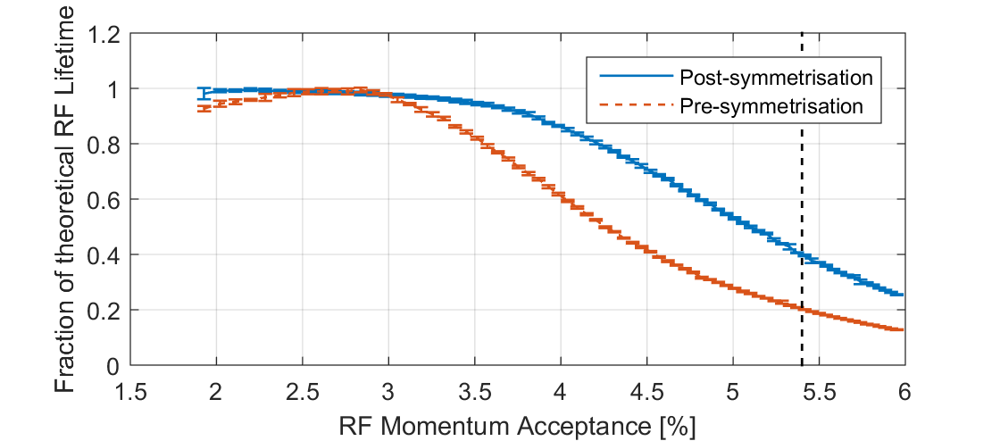 Fraction of theoretical RF Lifetime
1.2
1
0.8
0.6
0.4
0.2
0
Post-symmetrisation
Pre-symmetrisation
1.5 2 2.5 3 3.5 4 4.5 5 5.5 6
RF Momentum Acceptance [%]